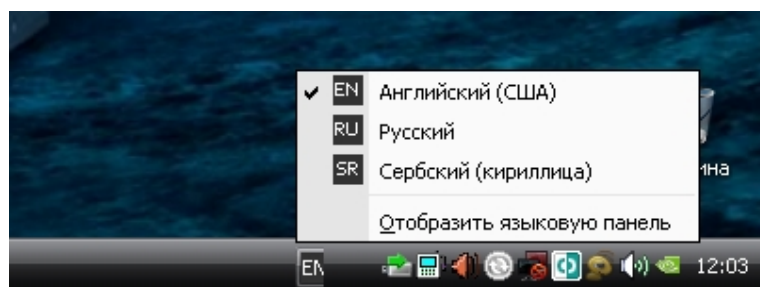 EN Английский (США)
RU Русский
SR Сербский (кириллица)
ина
Отобразить языковую панель
EN 12:03